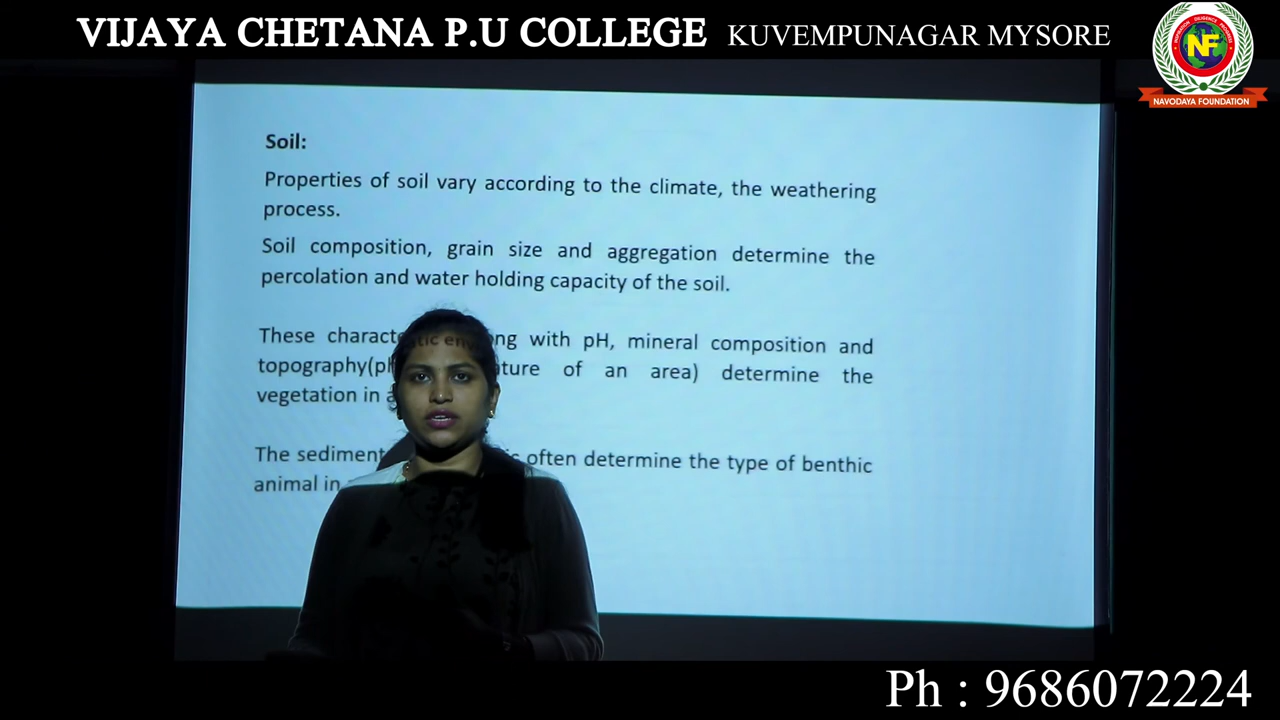 VIJAYA CHETANA P.U COLLEGE KUVEMPUNAGAR MYSORE
NF
NAVODAYA FOUNDATION
Soil:
Properties of soil vary according to the climate, the weathering
process.
Soil composition, grain size and aggregation determine the
percolation and water holding capacity of the soil.
These with pH, mineral composition and
of an area) determine the
vegetation in
The often determine the type of benthic
animal in
Ph : 9686072224